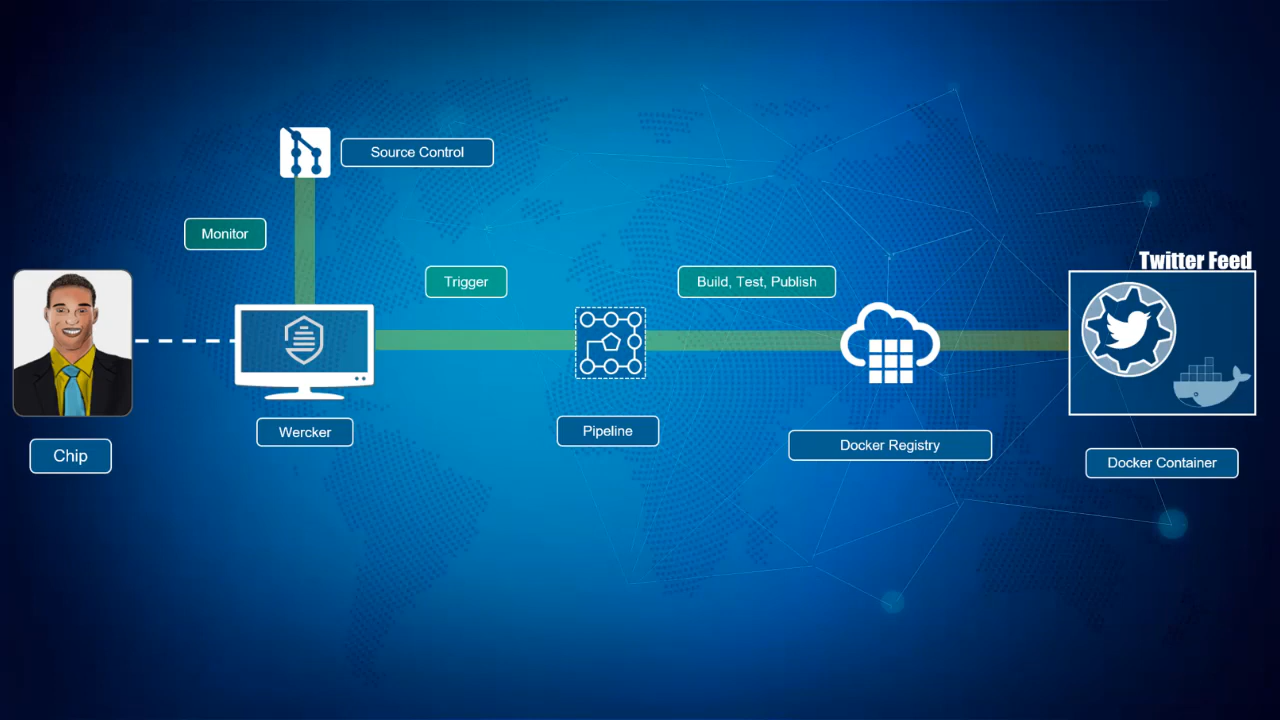 Source Control
Monitor
Twitter Feed
Trigger
Build, Test, Publish
Wercker
Pipeline
Docker Registry
Chip
Docker Container